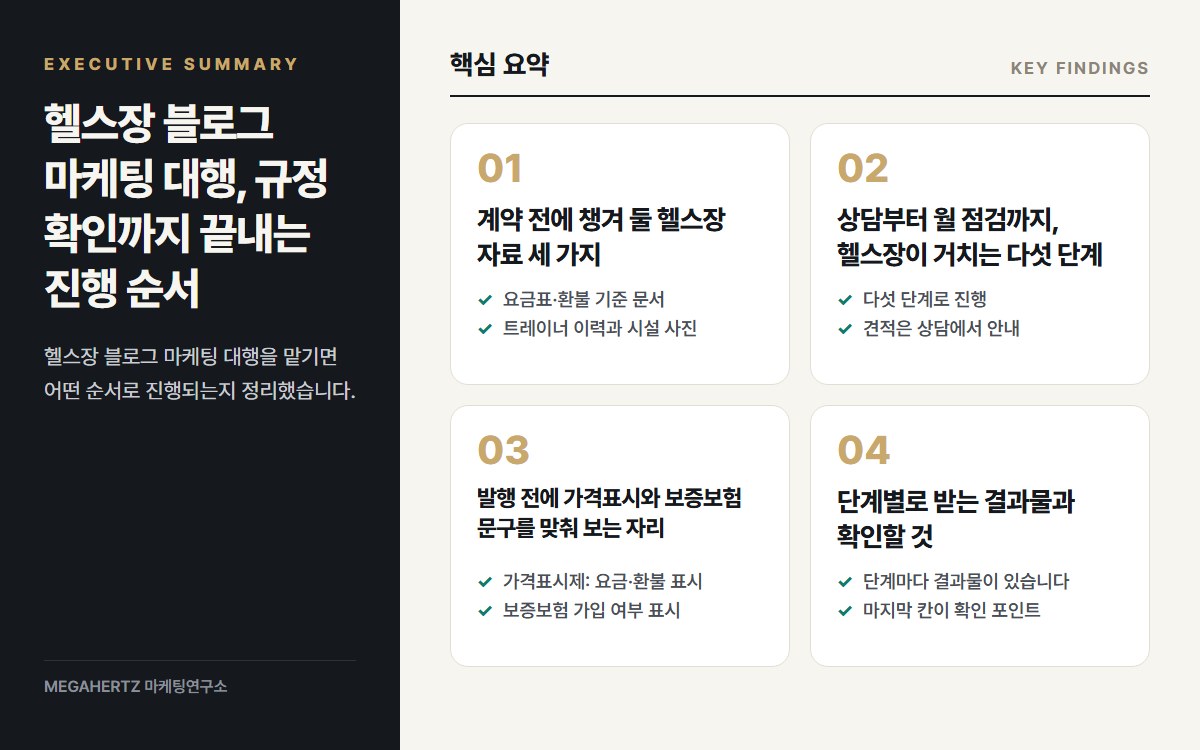 EXECUTIVE SUMMARY
헬스장 블로그
마케팅 대행, 규정
확인까지 끝내는
진행 순서
헬스장 블로그 마케팅 대행을 맡기면
어떤 순서로 진행되는지 정리했습니다.
MEGAHERTZ 마케팅연구소
핵심 요약
KEY FINDINGS
01
계약 전에 챙겨 둘 헬스장
자료 세 가지
✓ 요금표·환불 기준 문서
✓ 트레이너 이력과 시설 사진
02
상담부터 월 점검까지,
헬스장이 거치는 다섯 단계
✓ 다섯 단계로 진행
✓ 견적은 상담에서 안내
03
발행 전에 가격표시와 보증보험
문구를 맞춰 보는 자리
✓ 가격표시제: 요금·환불 표시
✓ 보증보험 가입 여부 표시
04
단계별로 받는 결과물과
확인할 것
✓ 단계마다 결과물이 있습니다
✓ 마지막 칸이 확인 포인트